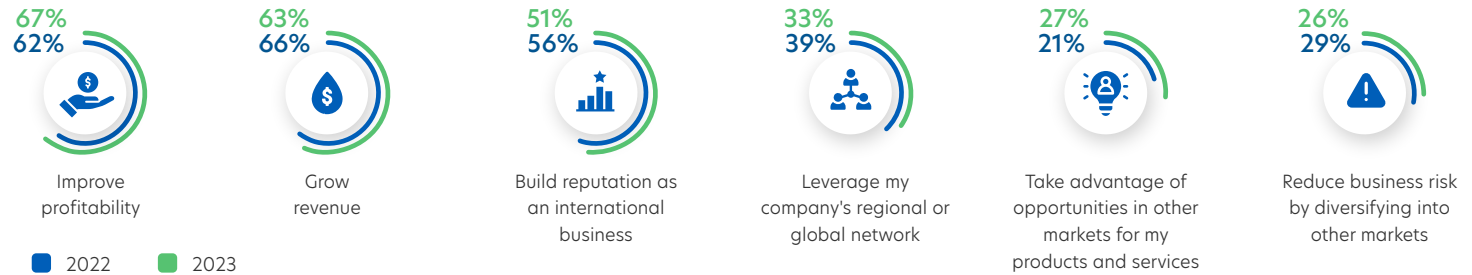 67%
62%
Improve
profitability
63%
66%
$
Grow
revenue
51%
56%
Build reputation as
an international
business
33%
39%
Leverage my
company's regional or
global network
27%
21%
Take advantage of
opportunities in other
markets for my
products and services
26%
29%
!
Reduce business risk
by diversifying into
other markets
2022
2023